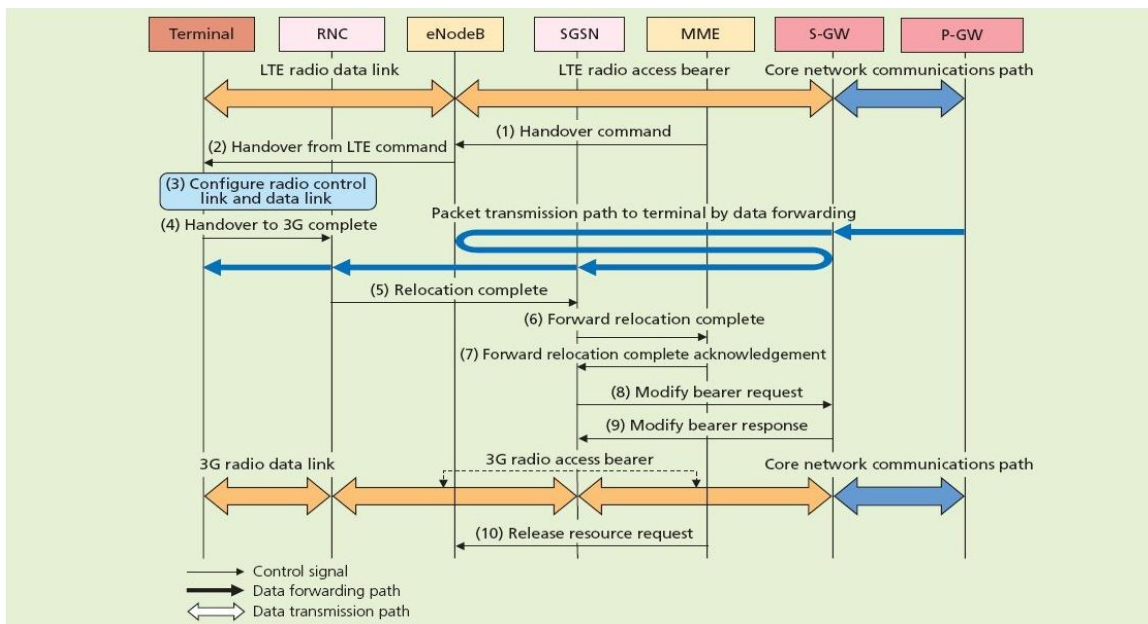 Terminal
RNC
eNodeB
SGSN
MME
S-GW
P-GW
LTE radio data link
LTE radio access bearer
Core network communications path
(1) Handover command
(2) Handover from LTE command
(3) Configure radio control
link and data link
Packet transmission path to terminal by data forwarding
(4) Handover to 3G complete
(5) Relocation complete
(6) Forward relocation complete
(7) Forward relocation complete acknowledgement
(8) Modify bearer request
(9) Modify bearer response
3G radio data link
3G radio access bearer
Core network communications path
(10) Release resource request
Control signal
Data forwarding path
Data transmission path